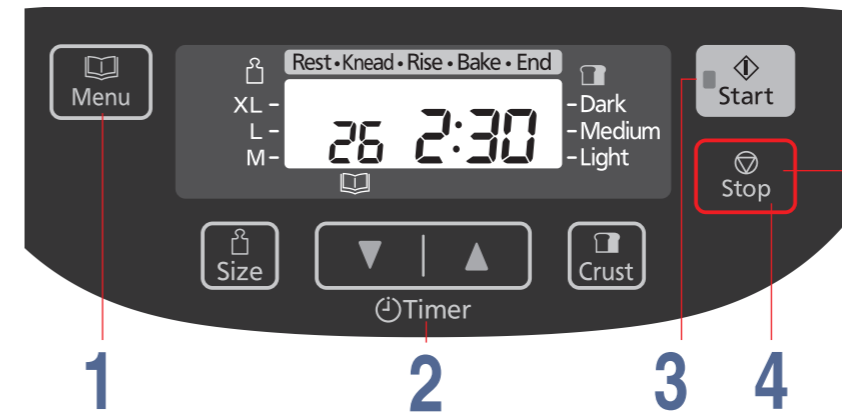 Rest • Knead • Rise • Bake • End
Menu
XL
L
M
26 2:30
Dark
Medium
Light
Start
Stop
Size
Crust
Timer
1
2
3
4